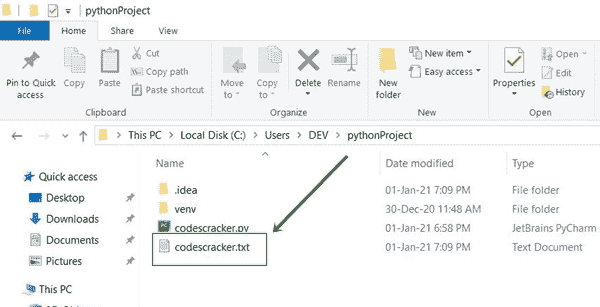 pythonProject
File Home Share View
Pin to Quick access
Copy
Paste
Cut
Copy path
Paste shortcut
Clipboard
Move to
Copy to
Delete
Rename
Organize
New folder
New item
Easy access
New
Properties
Open
Edit
History
Open
This PC > Local Disk (C:) > Users > DEV > pythonProject
Name Date modified Type
Quick access
Desktop
Downloads
Documents
Pictures
This PC
.idea 01-Jan-21 7:09 PM File folder
venv 30-Dec-20 11:48 AM File folder
codescracker.py 01-Jan-21 6:58 PM JetBrains PyCharm
codescracker.txt 01-Jan-21 7:09 PM Text Document